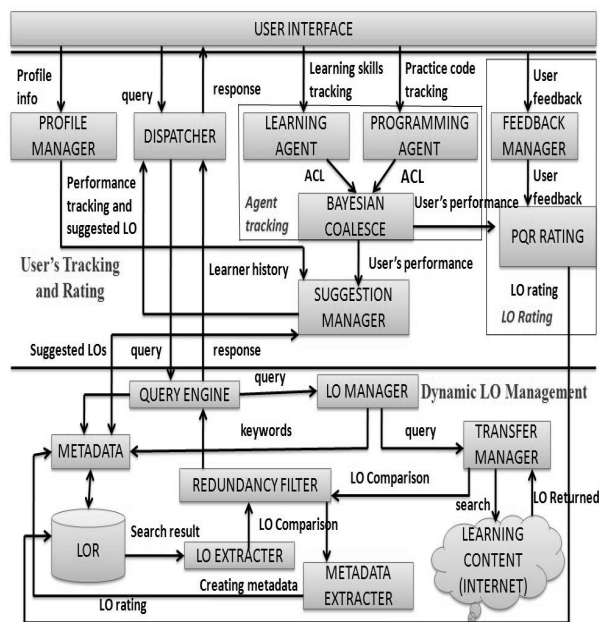 USER INTERFACE
Profile
info
query
response
Learning skills
tracking
Practice code
tracking
User
feedback
PROFILE
MANAGER
DISPATCHER
LEARNING
AGENT
PROGRAMMING
AGENT
FEEDBACK
MANAGER
ACL
ACL
User
feedback
Performance
tracking and
suggested LO
Agent
tracking
BAYESIAN
COALESCE
User's performance
PQR RATING
User's Tracking
and Rating
Learner history
User's performance
SUGGESTION
MANAGER
LO rating
LO Rating
Suggested LOs
query
response
QUERY ENGINE
query
LO MANAGER
Dynamic LO Management
METADATA
keywords
query
TRANSFER
MANAGER
REDUNDANCY FILTER
LO Comparison
search
LO Returned
LOR
Search result
LO EXTRACTER
LO Comparison
LEARNING
CONTENT
(INTERNET)
Creating metadata
METADATA
EXTRACTER
LO rating